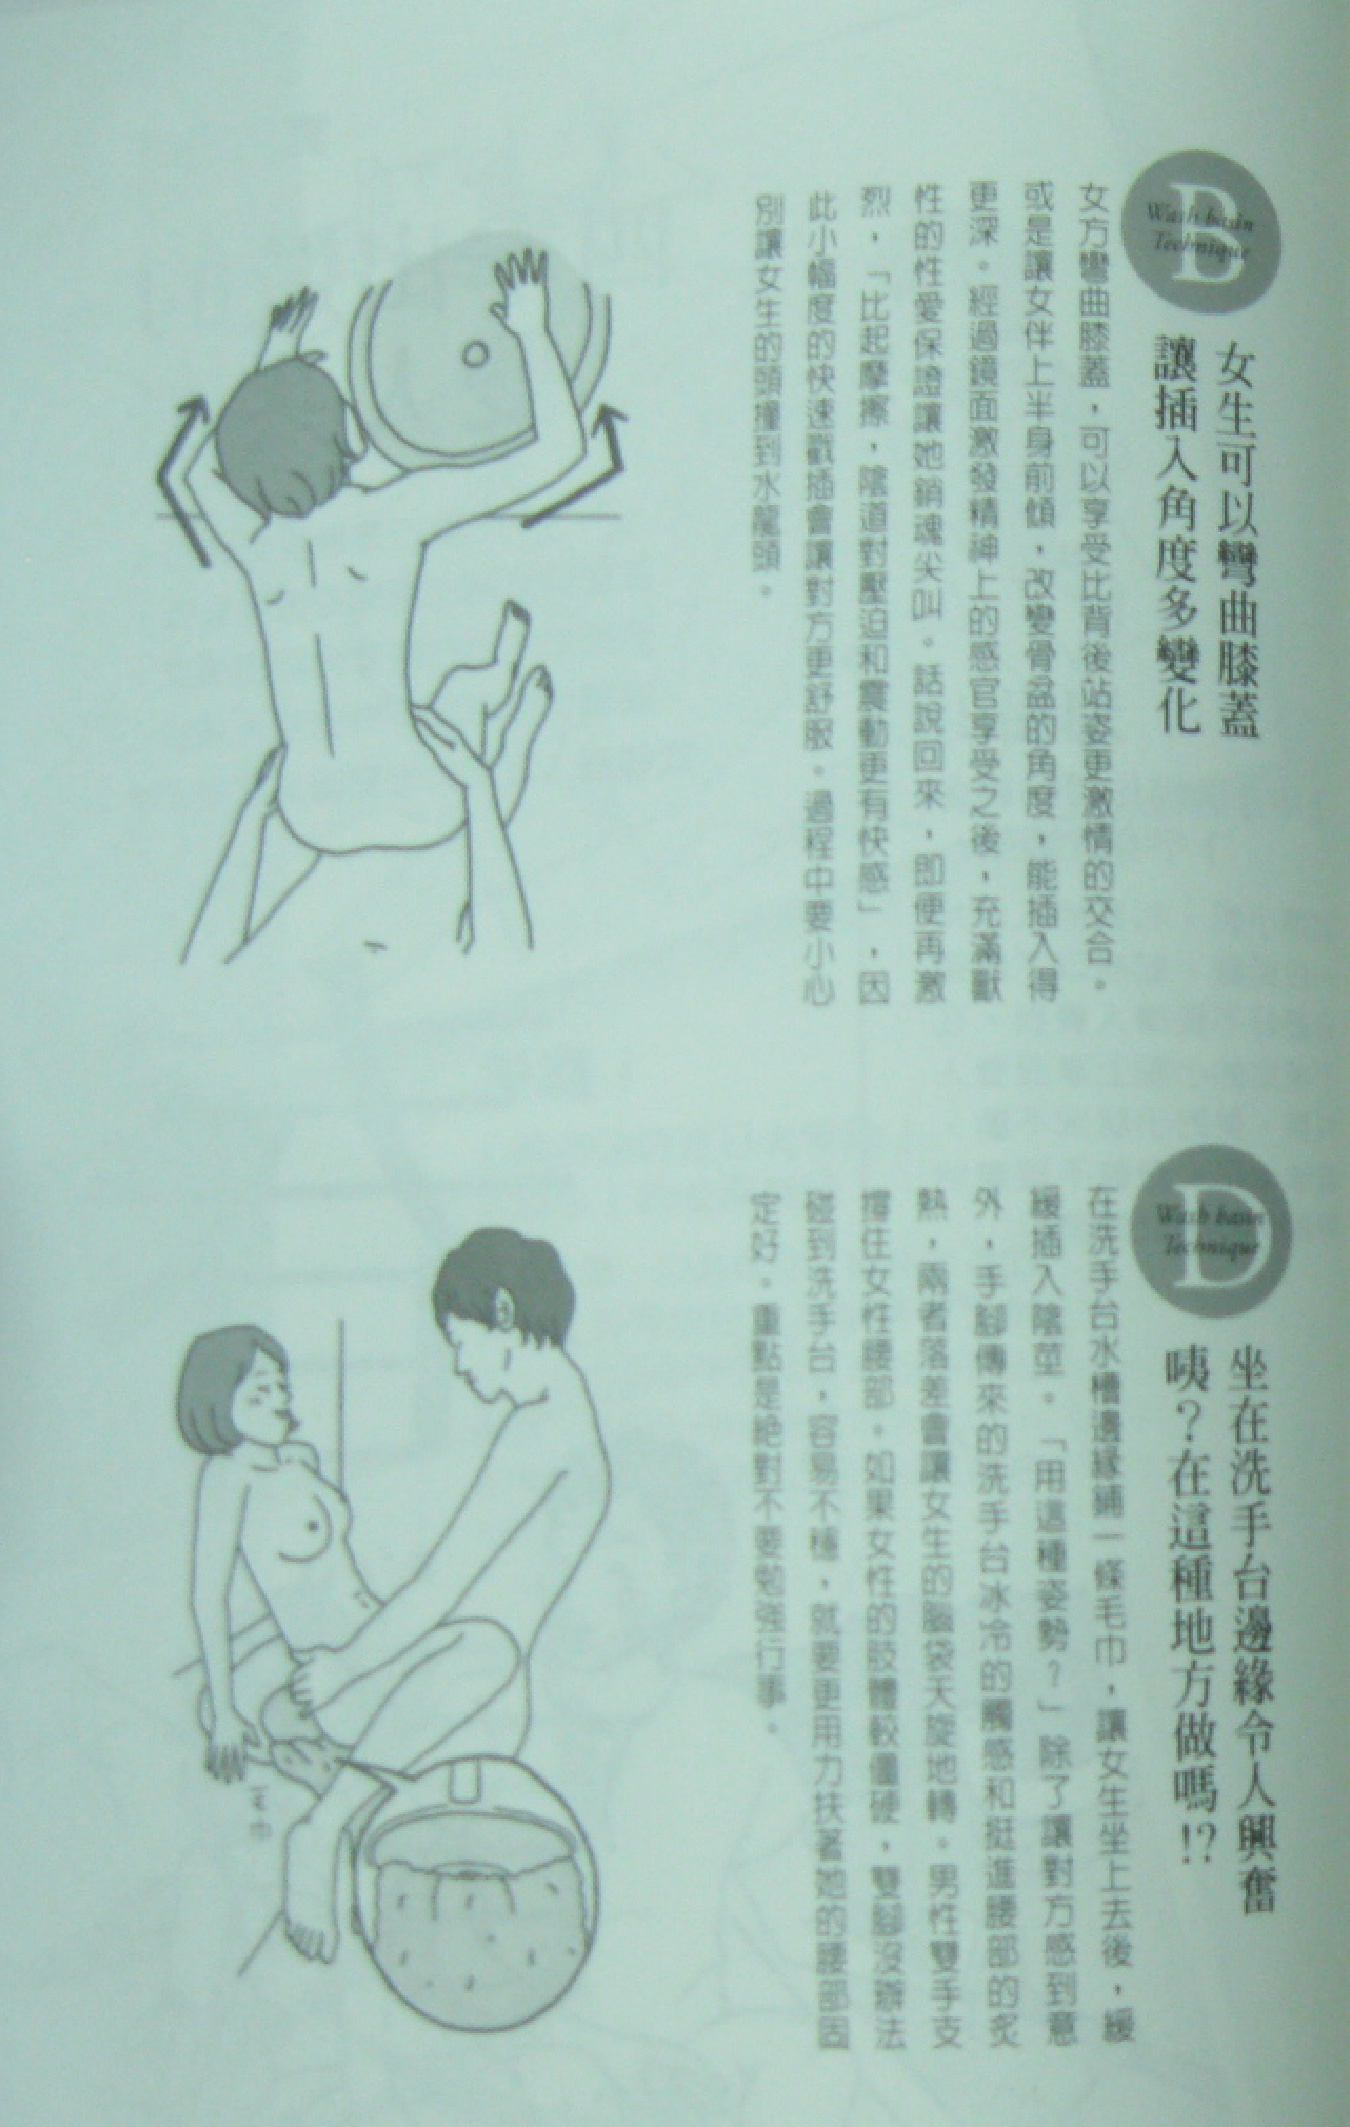 B
Wash basin
Technique
女生可以彎曲膝蓋
讓插入角度多變化
女方彎曲膝蓋，可以享受比背後站姿更激情的交合。
或是讓女伴上半身前傾，改變骨盆的角度，能插入得
更深。經過鏡面激發精神上的感官享受之後，充滿獸
性的性愛保證讓她銷魂尖叫。話說回來，即便再激
烈，「比起摩擦，陰道對壓迫和震動更有快感」，因
此小幅度的快速戳插會讓對方更舒服。過程中要小心
別讓女生的頭撞到水龍頭。
D
Wash basin
Technique
坐在洗手台邊緣令人興奮
咦？在這種地方做嗎!?
在洗手台水槽邊緣鋪一條毛巾，讓女生坐上去後，緩
緩插入陰莖。「用這種姿勢？」除了讓對方感到意
外，手腳傳來的洗手台冰冷的觸感和挺進腰部的炙
熱，兩者落差會讓女生的腦袋天旋地轉。男性雙手支
撐住女性腰部。如果女性的肢體較僵硬，雙腳沒辦法
碰到洗手台，容易不穩，就要更用力扶著她的腰部固
定好。重點是絕對不要勉強行事。
毛巾